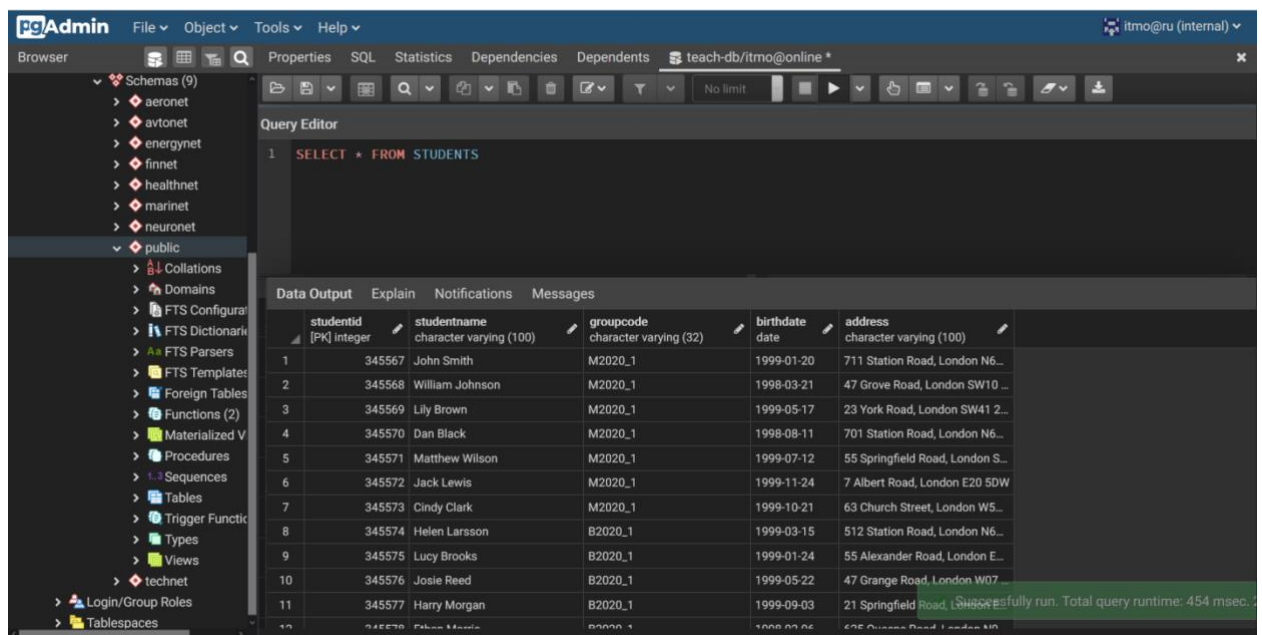 pgAdmin File Object Tools Help itmo@ru (internal)
Browser Properties SQL Statistics Dependencies Dependents teach-db/itmo@online *
Schemas (9)
aeronet
avtonet
energynet
finnet
healthnet
marinet
neuronet
public
Collations
Domains
FTS Configurat
FTS Dictionarie
FTS Parsers
FTS Templates
Foreign Tables
Functions (2)
Materialized V
Procedures
1..3 Sequences
Tables
Trigger Functic
Types
Views
technet
Login/Group Roles
Tablespaces
No limit
Query Editor
1 SELECT * FROM STUDENTS
Data Output Explain Notifications Messages
studentid studentname groupcode birthdate address
[PK] integer character varying (100) character varying (32) date character varying (100)
1 345567 John Smith M2020_1 1999-01-20 711 Station Road, London N6...
2 345568 William Johnson M2020_1 1998-03-21 47 Grove Road, London SW10 ...
3 345569 Lily Brown M2020_1 1999-05-17 23 York Road, London SW41 2...
4 345570 Dan Black M2020_1 1998-08-11 701 Station Road, London N6...
5 345571 Matthew Wilson M2020_1 1999-07-12 55 Springfield Road, London S...
6 345572 Jack Lewis M2020_1 1999-11-24 7 Albert Road, London E20 5DW
7 345573 Cindy Clark M2020_1 1999-10-21 63 Church Street, London W5...
8 345574 Helen Larsson B2020_1 1999-03-15 512 Station Road, London N6...
9 345575 Lucy Brooks B2020_1 1999-01-24 55 Alexander Road, London E...
10 345576 Josie Reed B2020_1 1999-05-22 47 Grange Road, London W07 ...
11 345577 Harry Morgan B2020_1 1999-09-03 21 Springfield Road, London
Successfully run. Total query runtime: 454 msec.